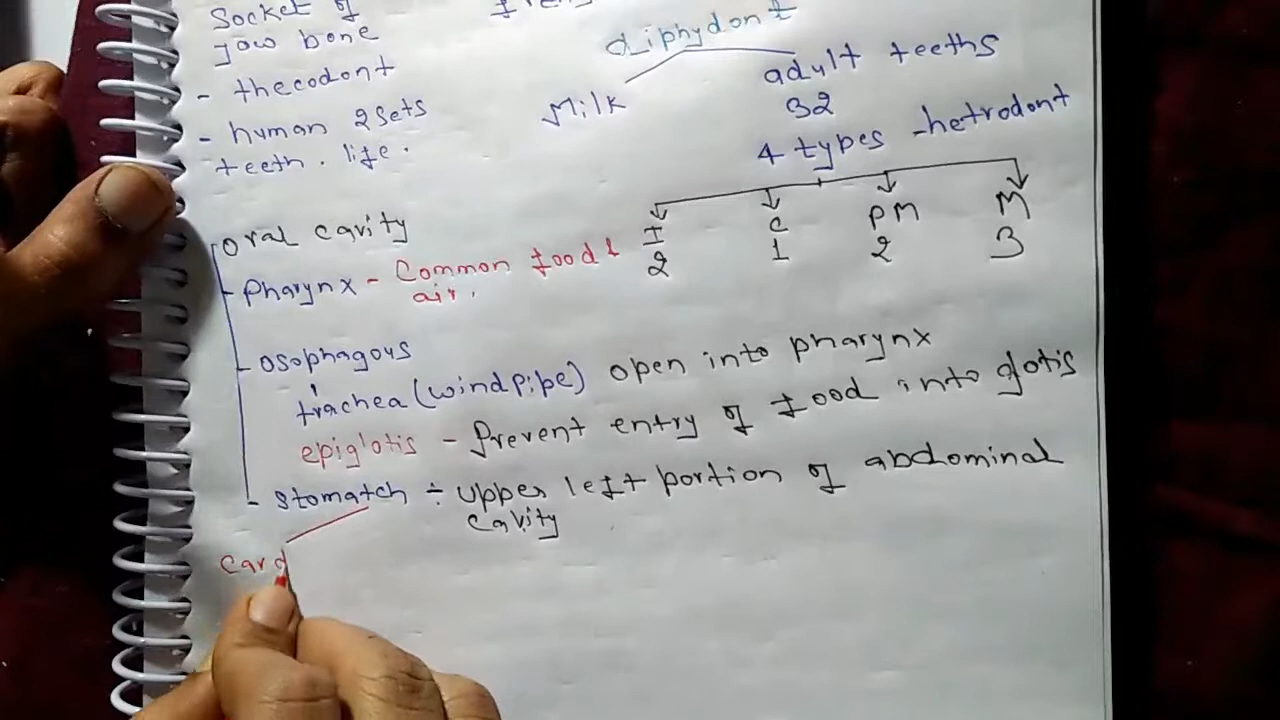 Socket of
jaw bone
- thecodont
- human 2 sets
teeth . life .
diphydont
Milk
adult teeths
32
4 types - hetrodont
I C PM M
2 1 2 3
oral cavity
- Pharynx - Common food &
air .
- osophagous
trachea (windpipe) open into pharynx
epiglotis - Prevent entry of food into glotis
- stomatch ÷ upper left portion of abdominal
cavity
card